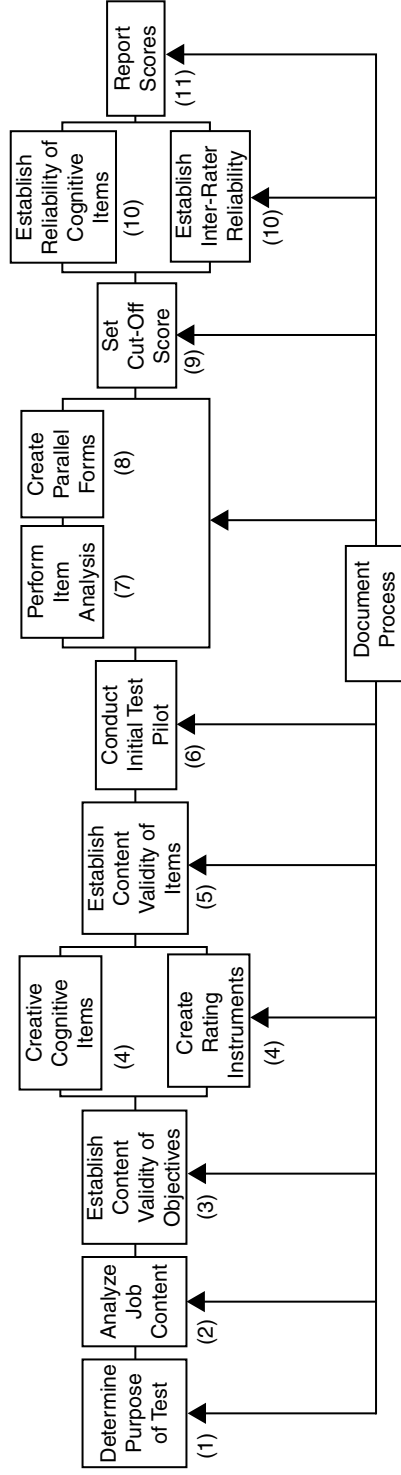 Determine
Purpose
of Test
(1)
Analyze
Job
Content
(2)
Establish
Content
Validity of
Objectives
(3)
Creative
Cognitive
Items
(4)
Create
Rating
Instruments
(4)
Establish
Content
Validity of
Items
(5)
Conduct
Initial Test
Pilot
(6)
Perform
Item
Analysis
(7)
Create
Parallel
Forms
(8)
Set
Cut-Off
Score
(9)
Establish
Reliability of
Cognitive
Items
(10)
Establish
Inter-Rater
Reliability
(10)
Report
Scores
(11)
Document
Process